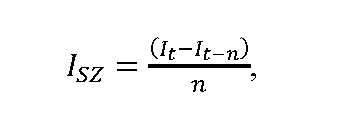 I_{SZ} = \frac{(I_t - I_{t-n})}{n},